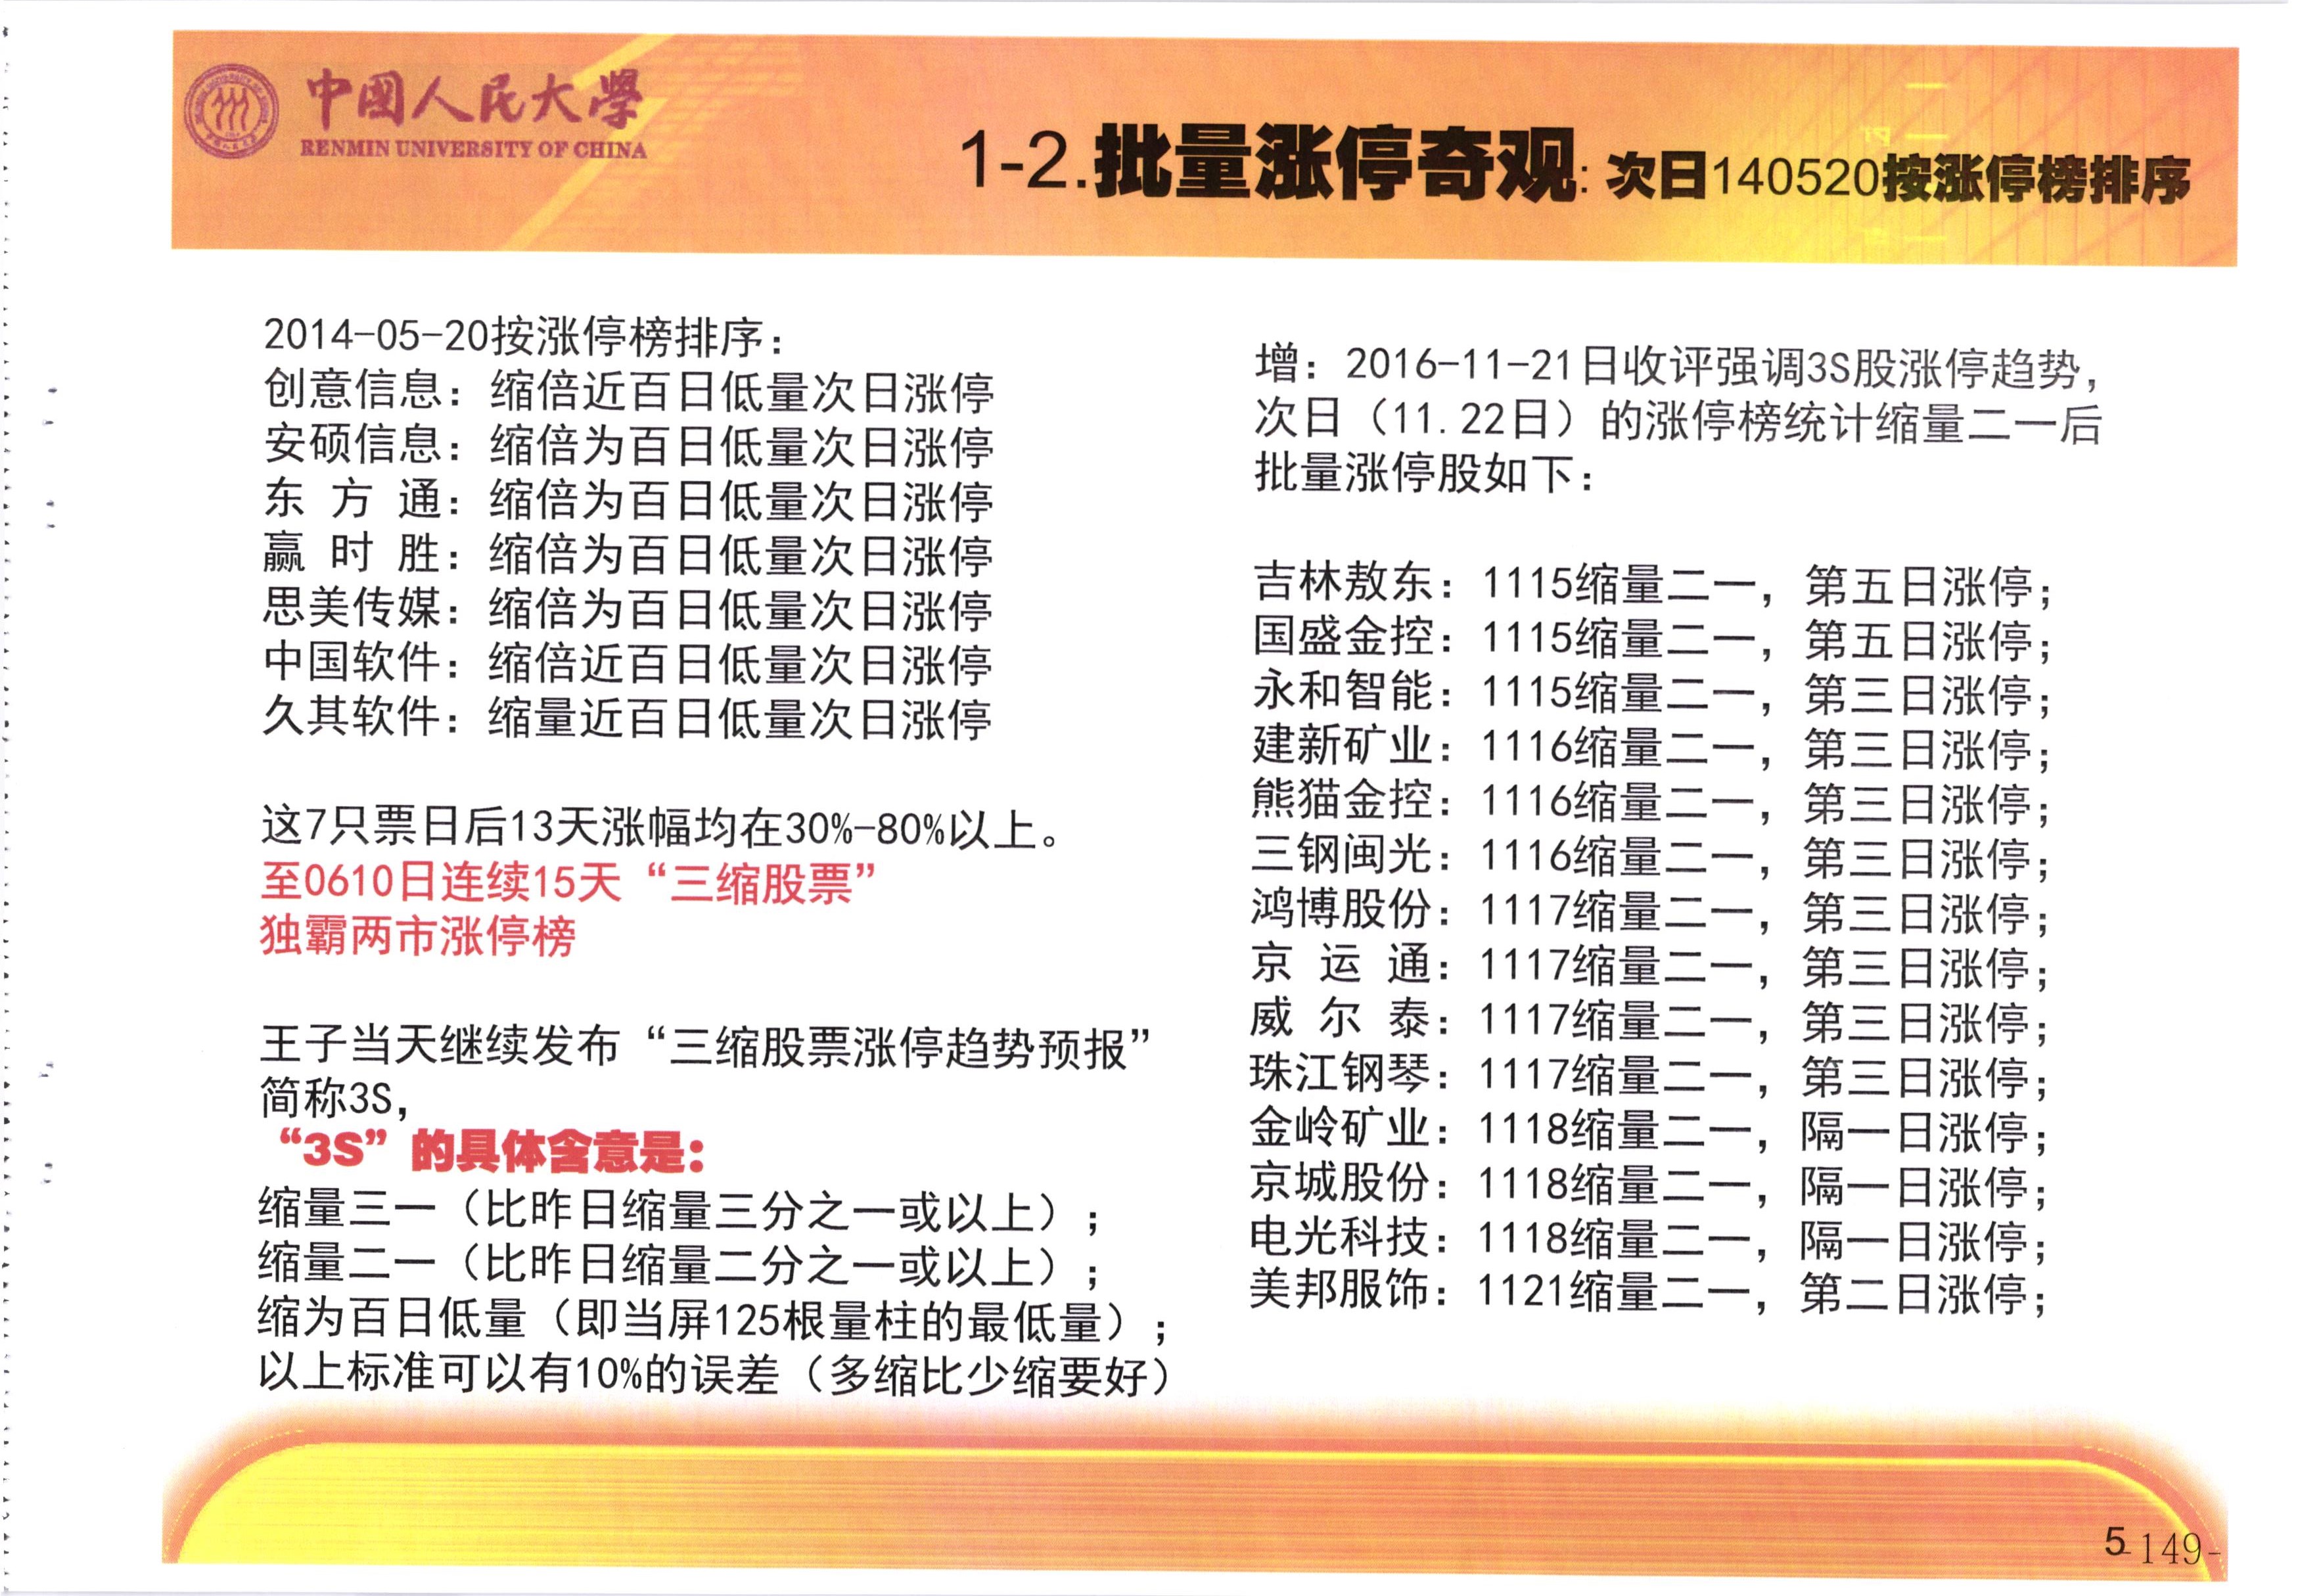 中國人民大學
RENMIN UNIVERSITY OF CHINA
1-2.批量涨停奇观: 次日140520按涨停榜排序
2014-05-20按涨停榜排序：
创意信息：缩倍近百日低量次日涨停
安硕信息：缩倍为百日低量次日涨停
东 方 通：缩倍为百日低量次日涨停
赢 时 胜：缩倍为百日低量次日涨停
思美传媒：缩倍为百日低量次日涨停
中国软件：缩倍近百日低量次日涨停
久其软件：缩量近百日低量次日涨停
这7只票日后13天涨幅均在30%-80%以上。
至0610日连续15天“三缩股票”
独霸两市涨停榜
王子当天继续发布“三缩股票涨停趋势预报”
简称3S，
“3S”的具体含意是：
缩量三一（比昨日缩量三分之一或以上）；
缩量二一（比昨日缩量二分之一或以上）；
缩为百日低量（即当屏125根量柱的最低量）；
以上标准可以有10%的误差（多缩比少缩要好）
增：2016-11-21日收评强调3S股涨停趋势，
次日（11.22日）的涨停榜统计缩量二一后
批量涨停股如下：
吉林敖东：1115缩量二一，第五日涨停；
国盛金控：1115缩量二一，第五日涨停；
永和智能：1115缩量二一，第三日涨停；
建新矿业：1116缩量二一，第三日涨停；
熊猫金控：1116缩量二一，第三日涨停；
三钢闽光：1116缩量二一，第三日涨停；
鸿博股份：1117缩量二一，第三日涨停；
京 运 通：1117缩量二一，第三日涨停；
威 尔 泰：1117缩量二一，第三日涨停；
珠江钢琴：1117缩量二一，第三日涨停；
金岭矿业：1118缩量二一，隔一日涨停；
京城股份：1118缩量二一，隔一日涨停；
电光科技：1118缩量二一，隔一日涨停；
美邦服饰：1121缩量二一，第二日涨停；
5 -149-